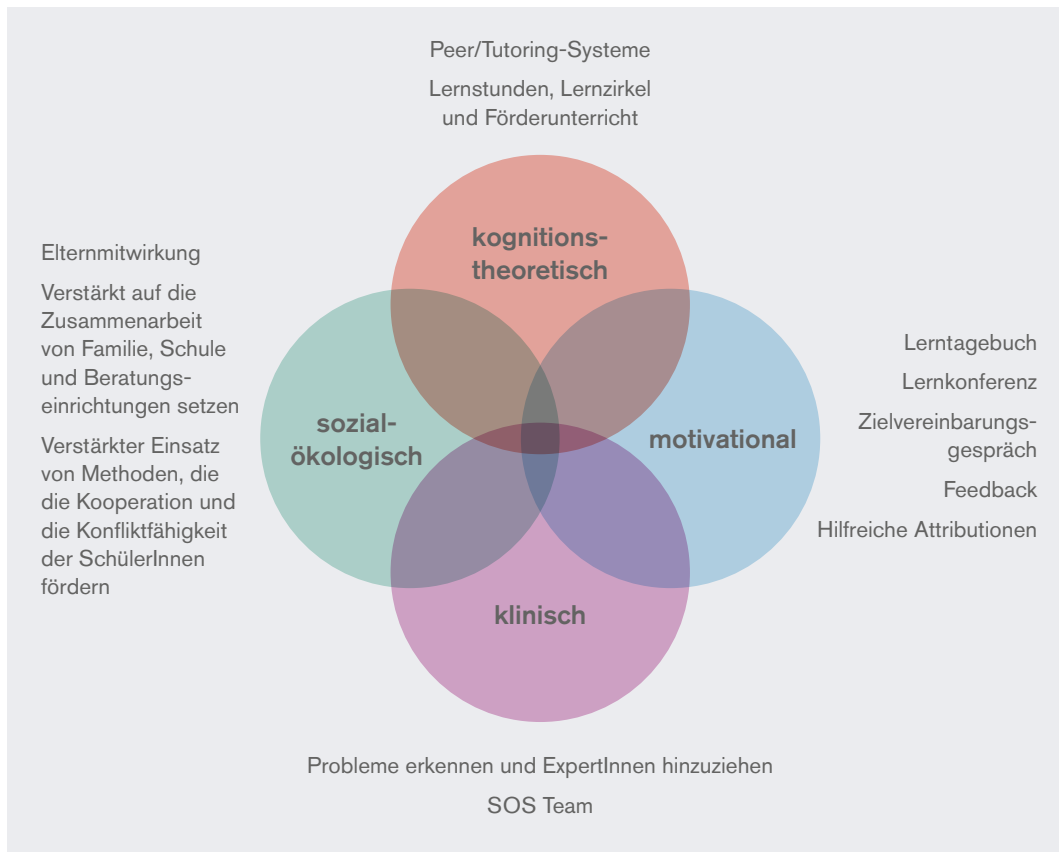 Peer/Tutoring-Systeme
Lernstunden, Lernzirkel
und Förderunterricht
kognitions-
theoretisch
Elternmitwirkung
Verstärkt auf die
Zusammenarbeit
von Familie, Schule
und Beratungs-
einrichtungen setzen
Verstärkter Einsatz
von Methoden, die
die Kooperation und
die Konfliktfähigkeit
der SchülerInnen
fördern
sozial-
ökologisch
motivational
Lerntagebuch
Lernkonferenz
Zielvereinbarungs-
gespräch
Feedback
Hilfreiche Attributionen
klinisch
Probleme erkennen und ExpertInnen hinzuziehen
SOS Team